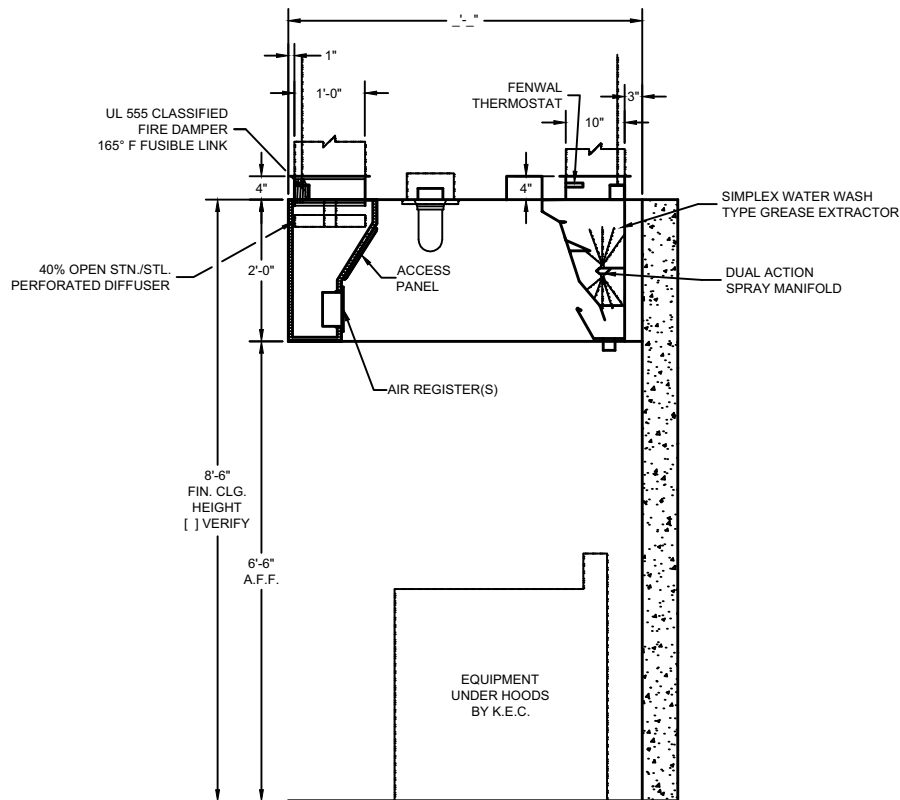 _'-_"
1"
1'-0"
FENWAL
THERMOSTAT
3"
10"
UL 555 CLASSIFIED
FIRE DAMPER
165° F FUSIBLE LINK
4"
4"
SIMPLEX WATER WASH
TYPE GREASE EXTRACTOR
40% OPEN STN./STL.
PERFORATED DIFFUSER
2'-0"
ACCESS
PANEL
DUAL ACTION
SPRAY MANIFOLD
AIR REGISTER(S)
8'-6"
FIN. CLG.
HEIGHT
[ ] VERIFY
6'-6"
A.F.F.
EQUIPMENT
UNDER HOODS
BY K.E.C.